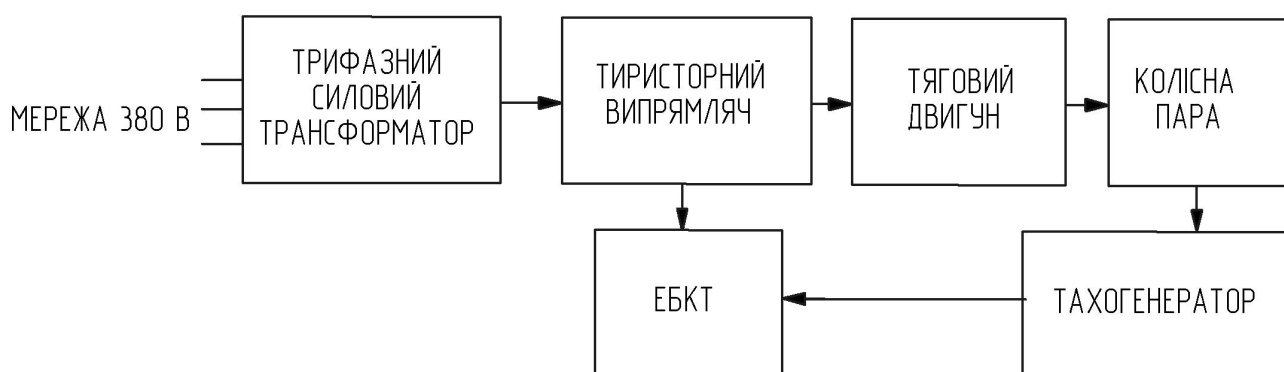 МЕРЕЖА 380 В
ТРИФАЗНИЙ
СИЛОВИЙ
ТРАНСФОРМАТОР
ТИРИСТОРНИЙ
ВИПРЯМЛЯЧ
ТЯГОВИЙ
ДВИГУН
КОЛІСНА
ПАРА
ЕБКТ
ТАХОГЕНЕРАТОР